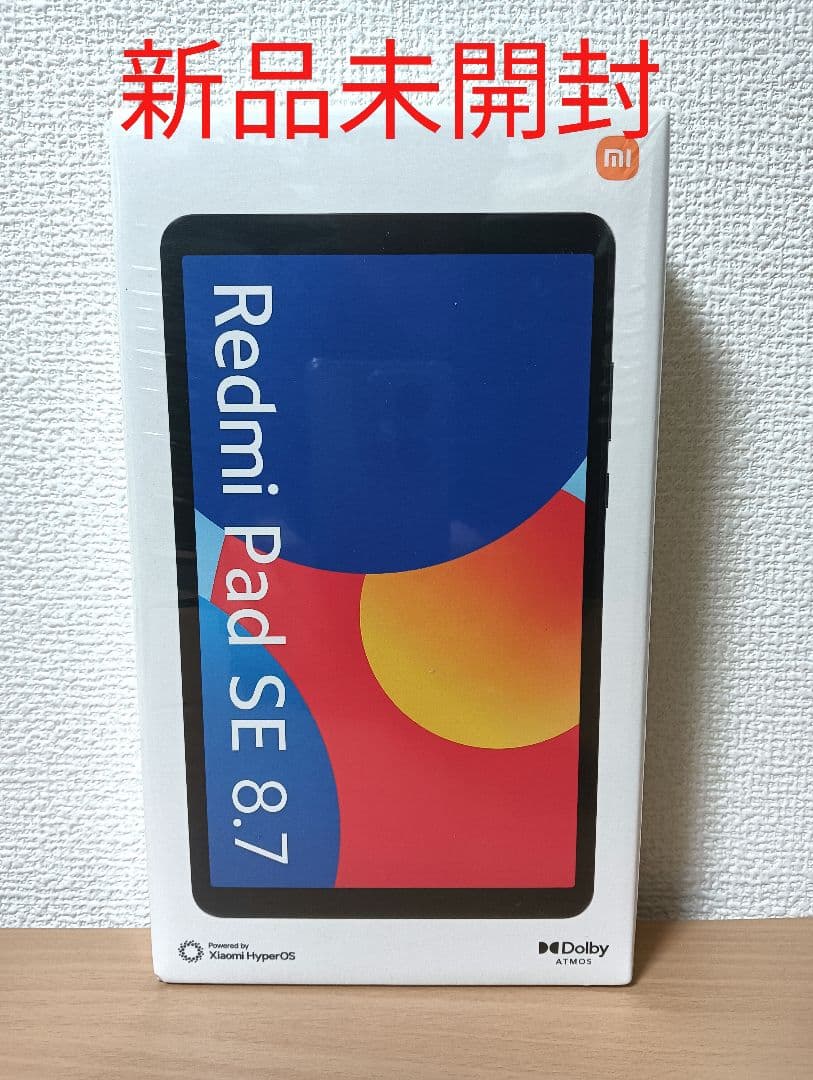 新品未開封
mi
Redmi Pad SE 8.7
Powered by
Xiaomi HyperOS
Dolby
ATMOS